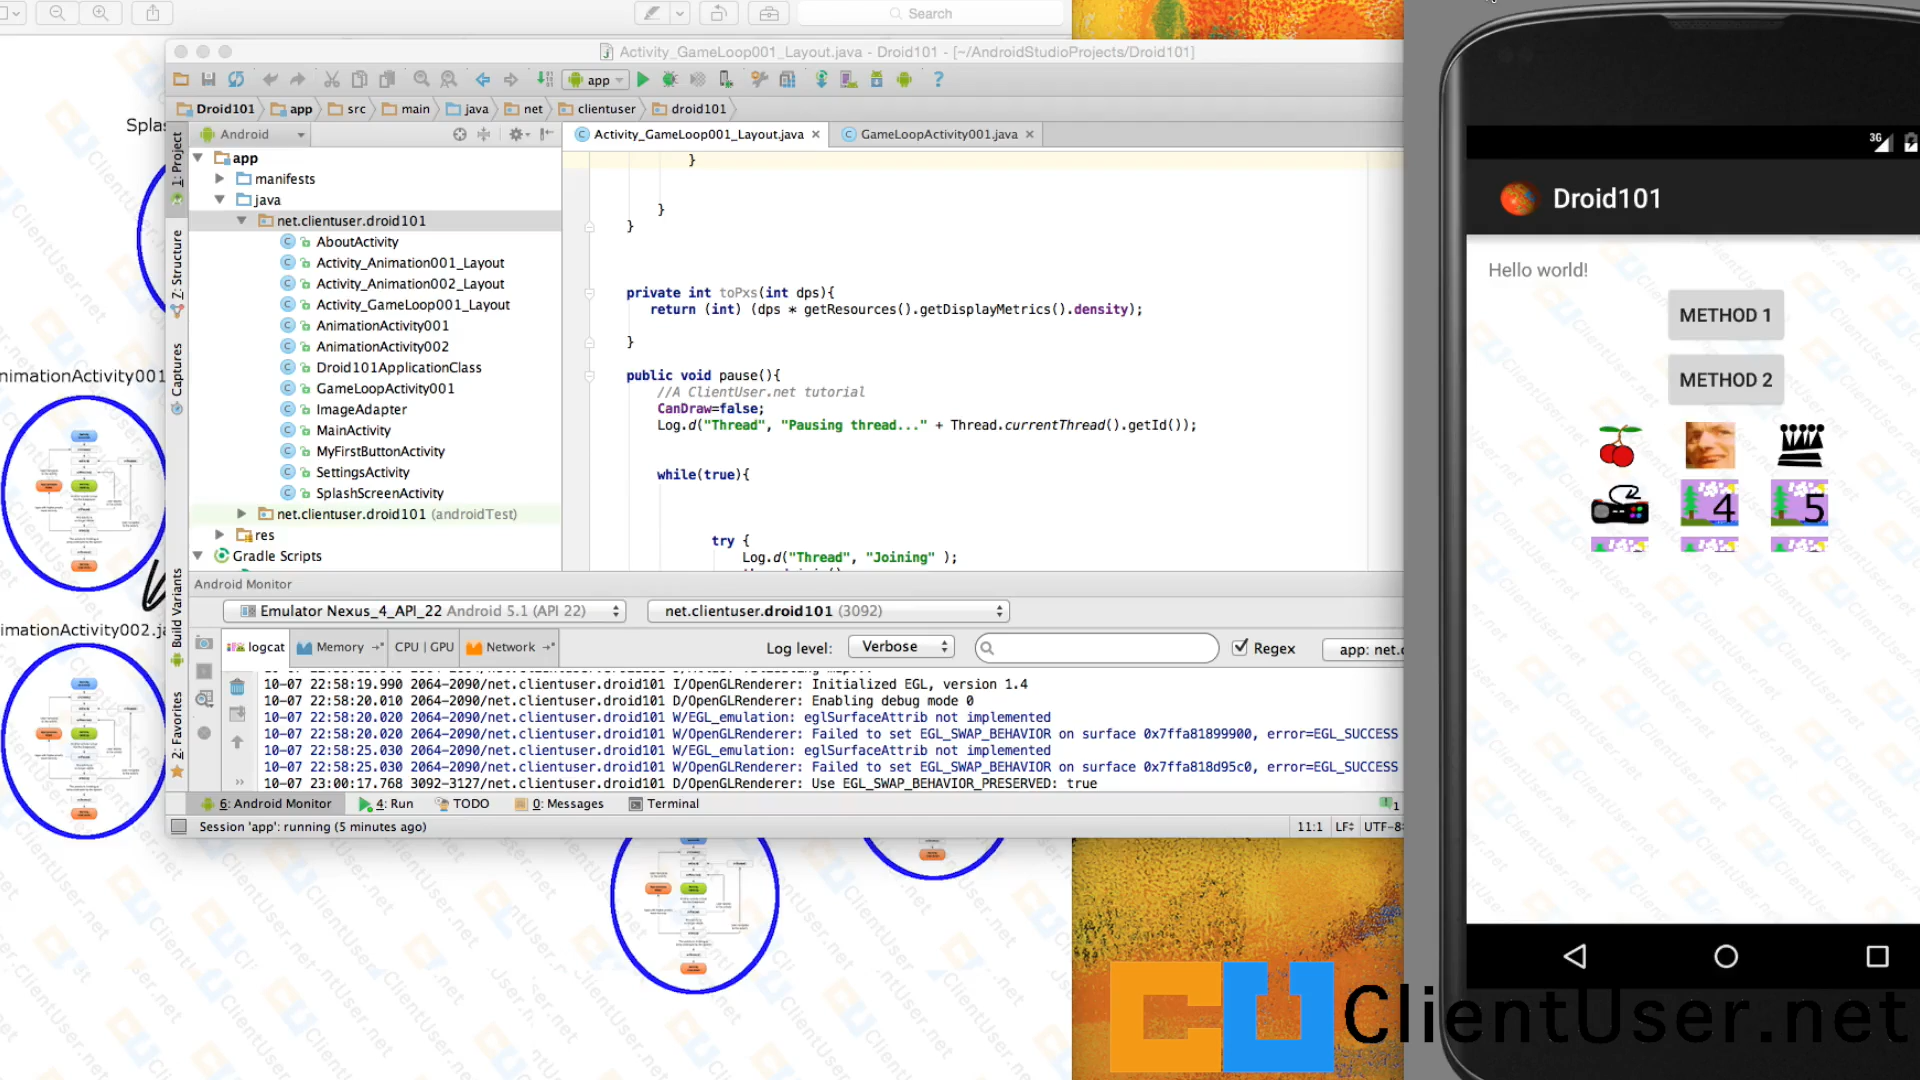 Search
Activity_GameLoop001_Layout.java - Droid101 - [~/AndroidStudioProjects/Droid101]
app
Droid101
app
src
main
java
net
clientuser
droid101
1: Project
Android
Activity_GameLoop001_Layout.java
GameLoopActivity001.java
app
manifests
java
net.clientuser.droid101
AboutActivity
Activity_Animation001_Layout
Activity_Animation002_Layout
Activity_GameLoop001_Layout
AnimationActivity001
AnimationActivity002
Droid101ApplicationClass
GameLoopActivity001
ImageAdapter
MainActivity
MyFirstButtonActivity
SettingsActivity
SplashScreenActivity
net.clientuser.droid101 (androidTest)
res
Gradle Scripts
Z: Structure
Captures
Build Variants
2: Favorites
}
}
}
private int toPxs(int dps){
return (int) (dps * getResources().getDisplayMetrics().density);
}
public void pause(){
//A ClientUser.net tutorial
CanDraw=false;
Log.d("Thread", "Pausing thread..." + Thread.currentThread().getId());
while(true){
try {
Log.d("Thread", "Joining" );
Android Monitor
Emulator Nexus_4_API_22 Android 5.1 (API 22)
net.clientuser.droid101 (3092)
logcat
Memory
CPU | GPU
Network
Log level:
Verbose
Regex
app: net.c
10-07 22:58:19.990 2064-2090/net.clientuser.droid101 I/OpenGLRenderer: Initialized EGL, version 1.4
10-07 22:58:20.010 2064-2090/net.clientuser.droid101 D/OpenGLRenderer: Enabling debug mode 0
10-07 22:58:20.020 2064-2090/net.clientuser.droid101 W/EGL_emulation: eglSurfaceAttrib not implemented
10-07 22:58:20.020 2064-2090/net.clientuser.droid101 W/OpenGLRenderer: Failed to set EGL_SWAP_BEHAVIOR on surface 0x7ffa81899900, error=EGL_SUCCESS
10-07 22:58:25.030 2064-2090/net.clientuser.droid101 W/EGL_emulation: eglSurfaceAttrib not implemented
10-07 22:58:25.030 2064-2090/net.clientuser.droid101 W/OpenGLRenderer: Failed to set EGL_SWAP_BEHAVIOR on surface 0x7ffa818d95c0, error=EGL_SUCCESS
10-07 23:00:17.768 3092-3127/net.clientuser.droid101 D/OpenGLRenderer: Use EGL_SWAP_BEHAVIOR_PRESERVED: true
6: Android Monitor
4: Run
TODO
0: Messages
Terminal
1
Session 'app': running (5 minutes ago)
11:1
LF
UTF-8
Splas
nimationActivity001
imationActivity002.ja
3G
Droid101
Hello world!
METHOD 1
METHOD 2
4
5
CU ClientUser.net